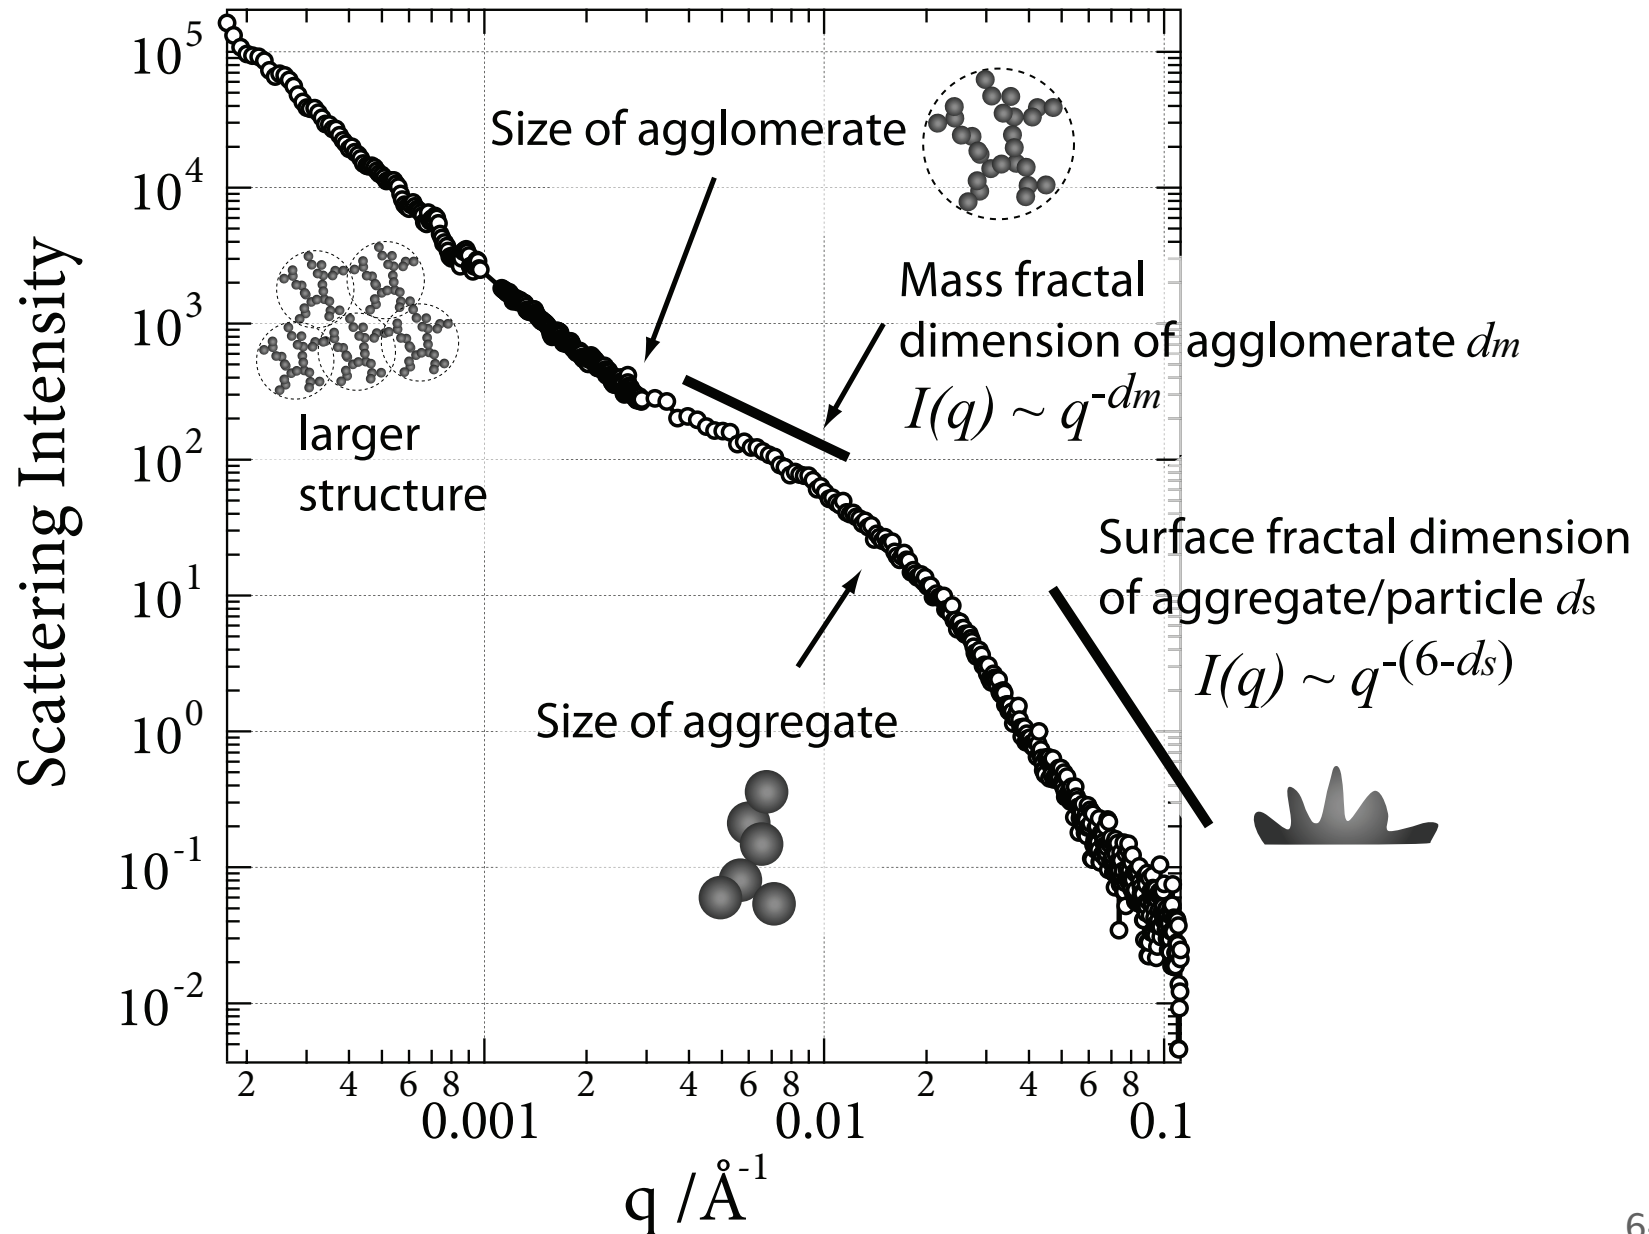 Scattering Intensity
10^5
10^4
10^3
10^2
10^1
10^0
10^-1
10^-2
Size of agglomerate
Mass fractal
dimension of agglomerate dm
I(q) ~ q^-dm
larger
structure
Surface fractal dimension
of aggregate/particle ds
I(q) ~ q^-(6-ds)
Size of aggregate
2 4 6 8 2 4 6 8 2 4 6 8
0.001 0.01 0.1
q /Å^-1